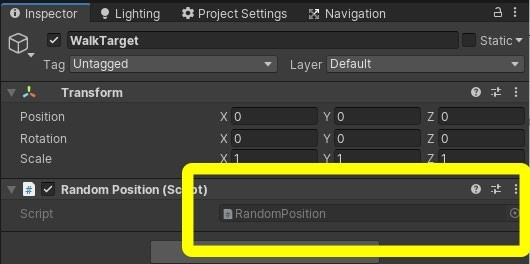 Inspector Lighting Project Settings Navigation
WalkTarget Static
Tag Untagged Layer Default
Transform
Position X 0 Y 0 Z 0
Rotation X 0 Y 0 Z 0
Scale X 1 Y 1 Z 1
# Random Position (Script)
Script # RandomPosition